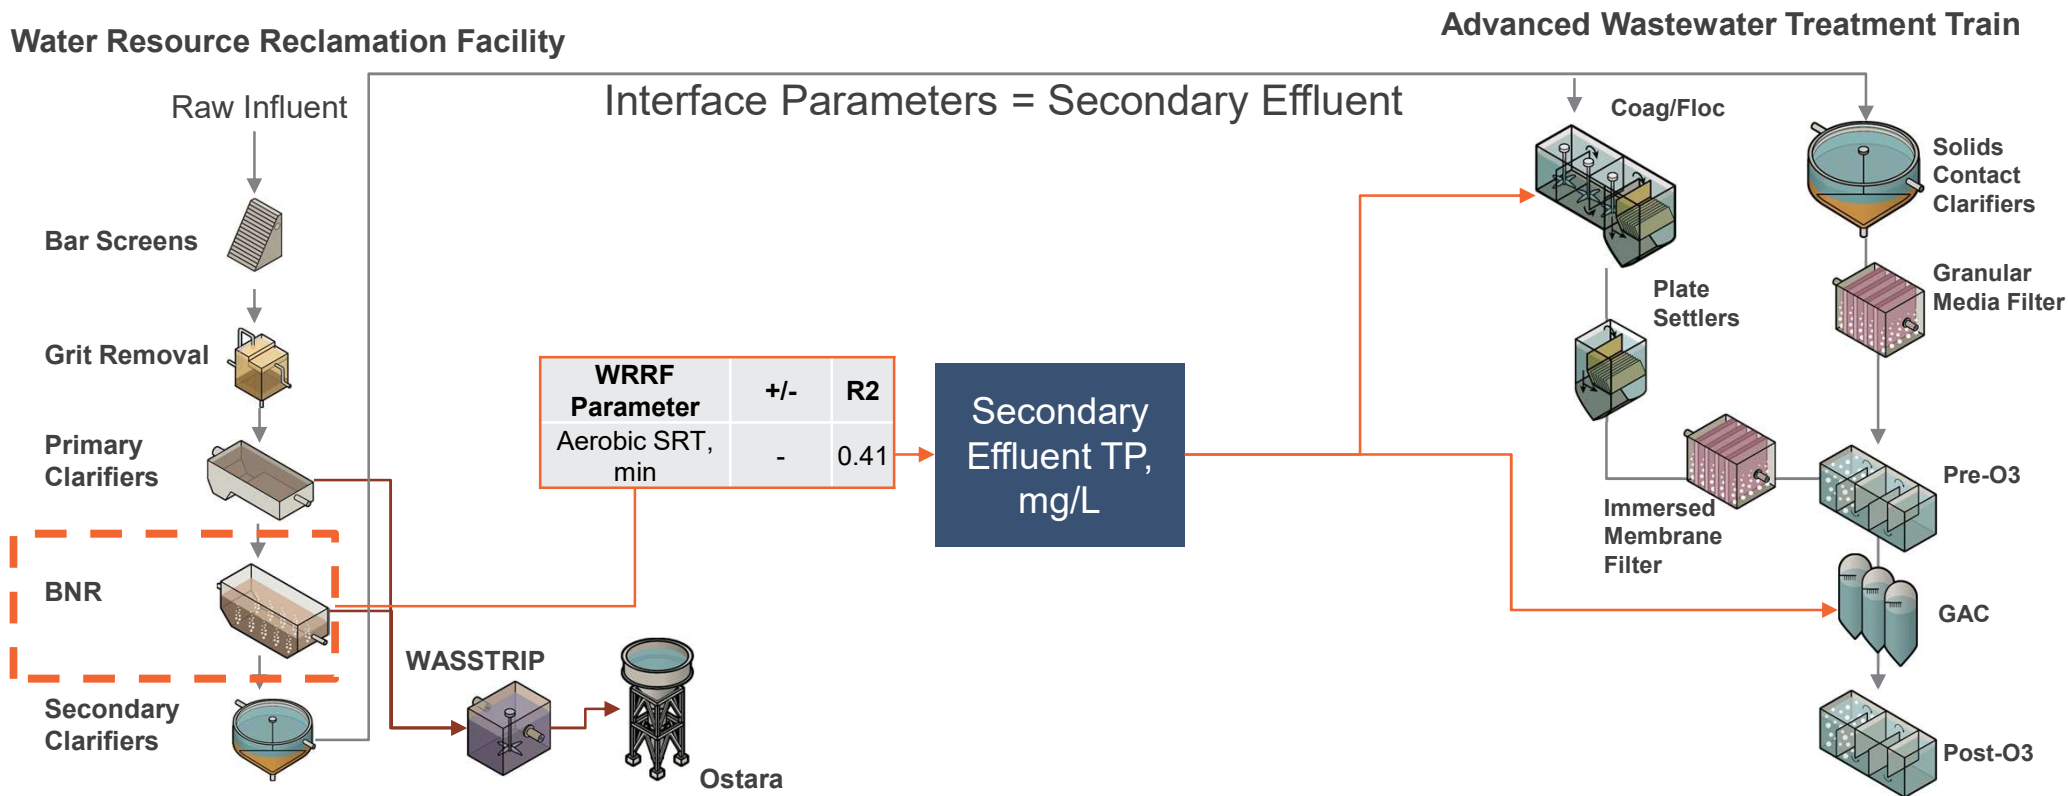 Water Resource Reclamation Facility
Advanced Wastewater Treatment Train
Interface Parameters = Secondary Effluent
Raw Influent
Bar Screens
Grit Removal
Primary
Clarifiers
BNR
Secondary
Clarifiers
WASSTRIP
Ostara
WRRF
Parameter
+/-
R2
Aerobic SRT,
min
-
0.41
Secondary
Effluent TP,
mg/L
Coag/Floc
Plate
Settlers
Immersed
Membrane
Filter
Solids
Contact
Clarifiers
Granular
Media Filter
Pre-O3
GAC
Post-O3